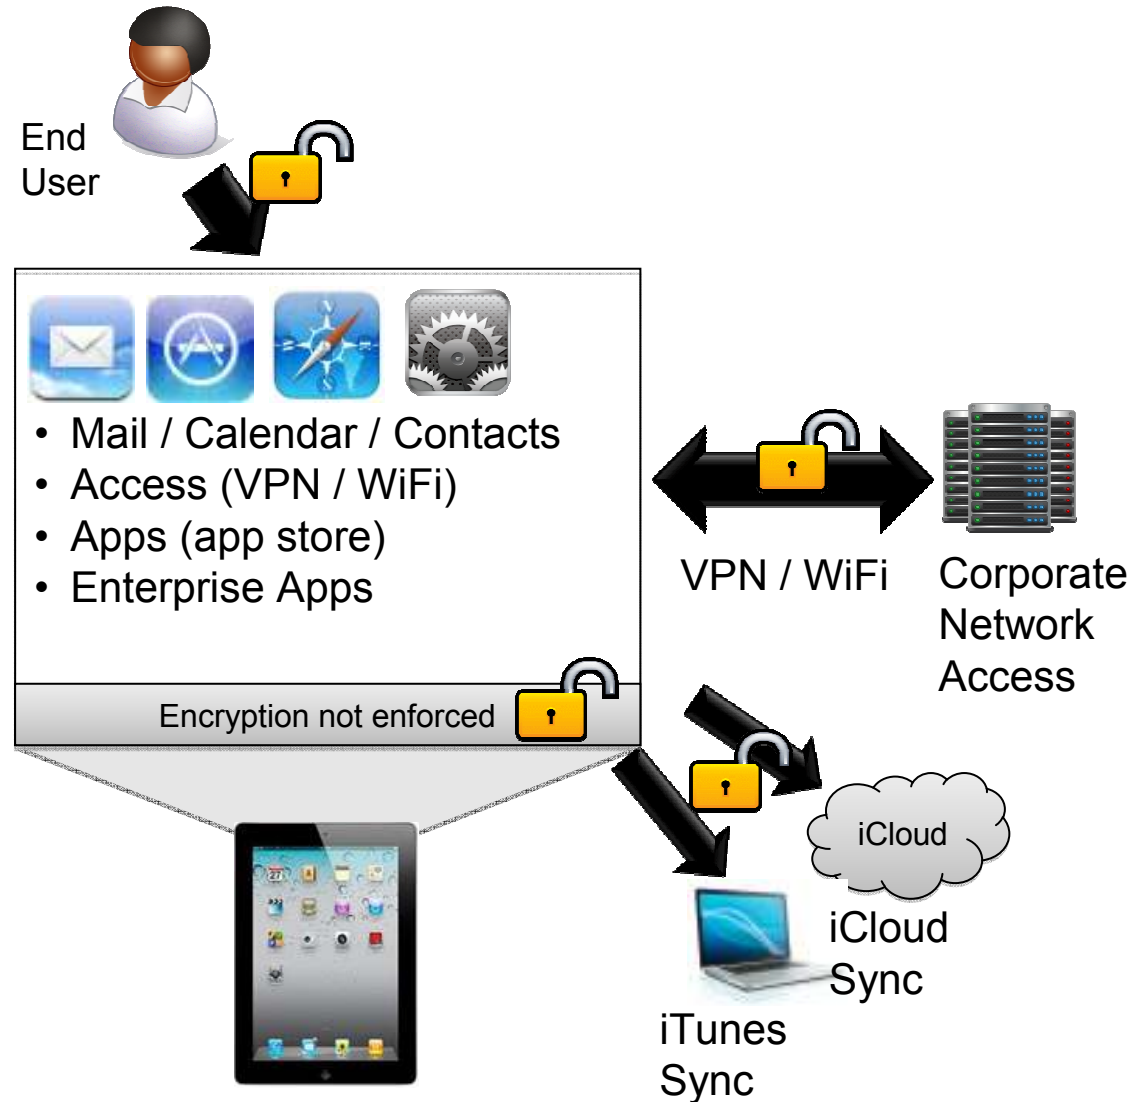 End
User
• Mail / Calendar / Contacts
• Access (VPN / WiFi)
• Apps (app store)
• Enterprise Apps
VPN / WiFi
Corporate
Network
Access
Encryption not enforced
iCloud
iCloud
Sync
iTunes
Sync
27